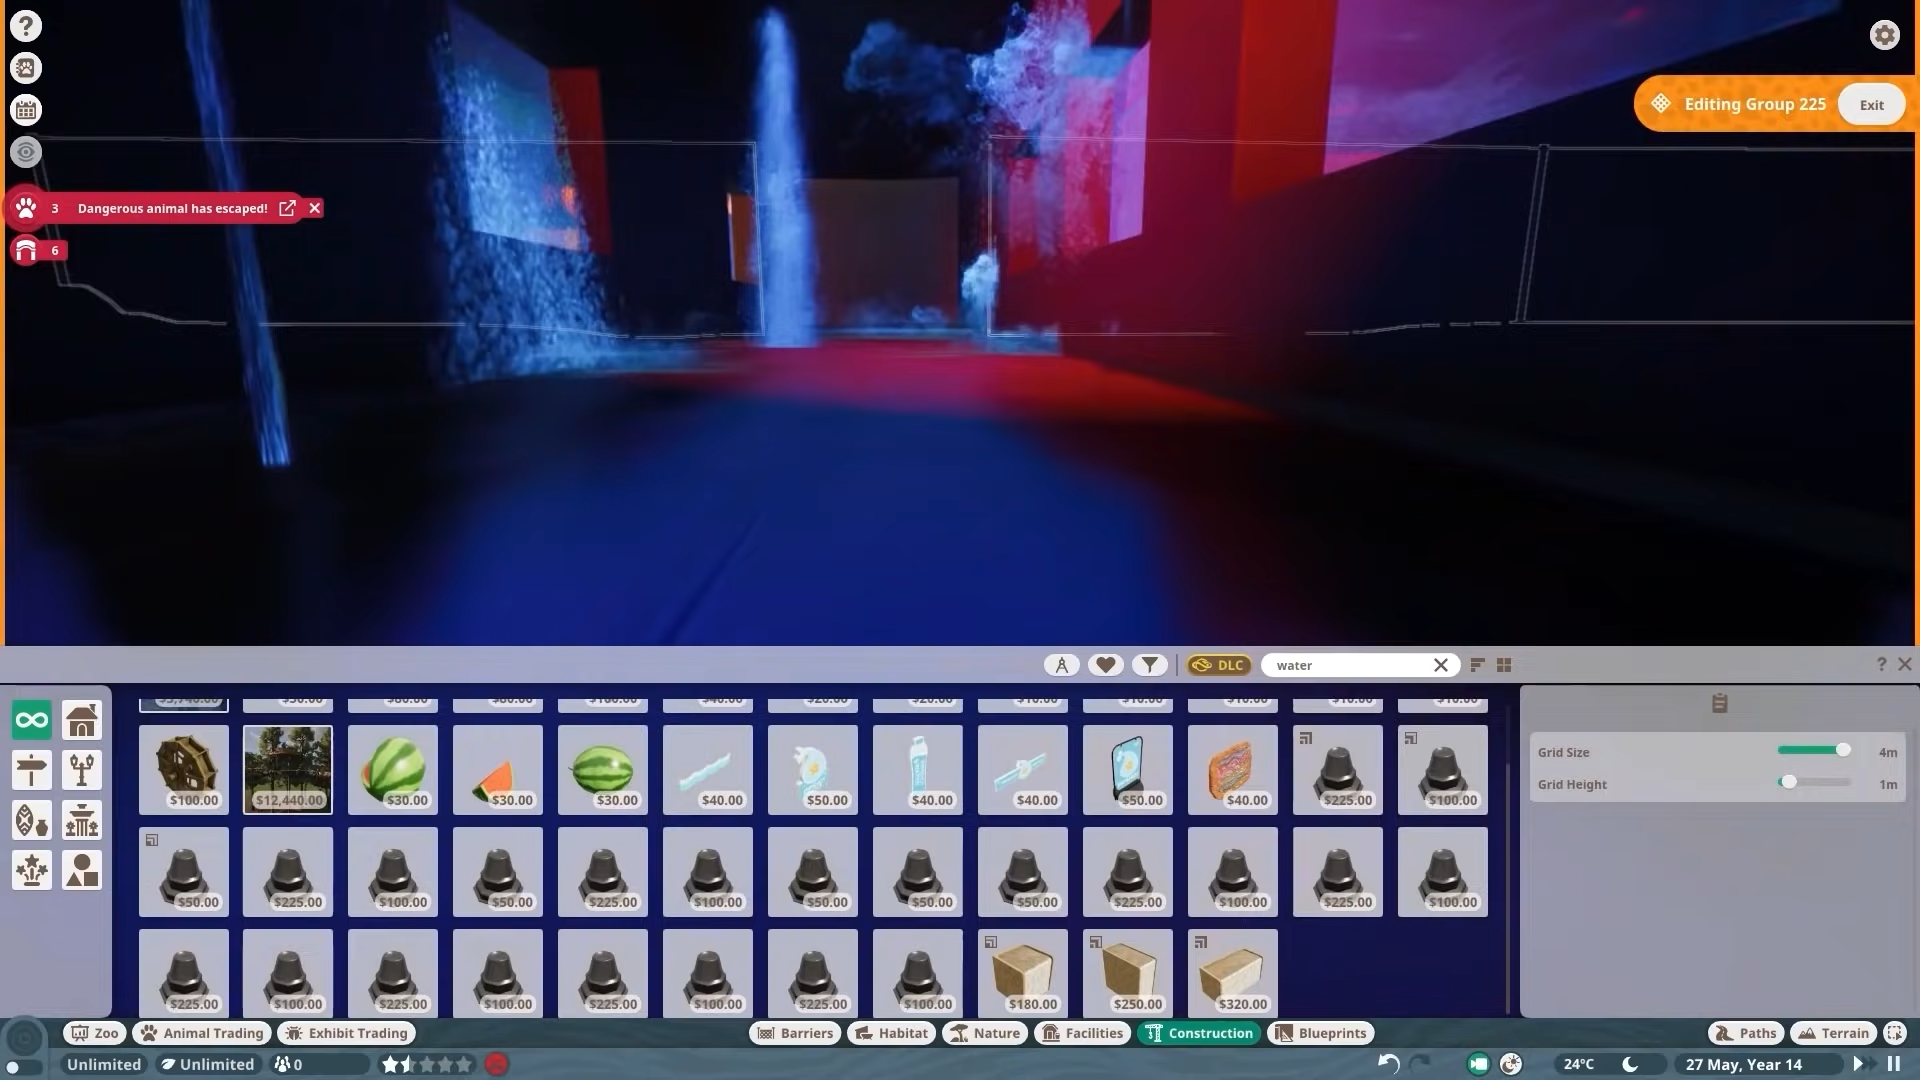 ?
Editing Group 225 Exit
3 Dangerous animal has escaped!
6
DLC water ?
$100.00 $12,440.00 $30.00 $30.00 $30.00 $40.00 $50.00 $40.00 $40.00 $50.00 $40.00 $225.00 $100.00
$50.00 $225.00 $100.00 $50.00 $225.00 $100.00 $50.00 $50.00 $50.00 $225.00 $100.00 $225.00 $100.00
$225.00 $100.00 $225.00 $100.00 $225.00 $100.00 $225.00 $100.00 $180.00 $250.00 $320.00
Grid Size 4m
Grid Height 1m
Zoo Animal Trading Exhibit Trading Barriers Habitat Nature Facilities Construction Blueprints Paths Terrain
Unlimited Unlimited 0 24°C 27 May, Year 14